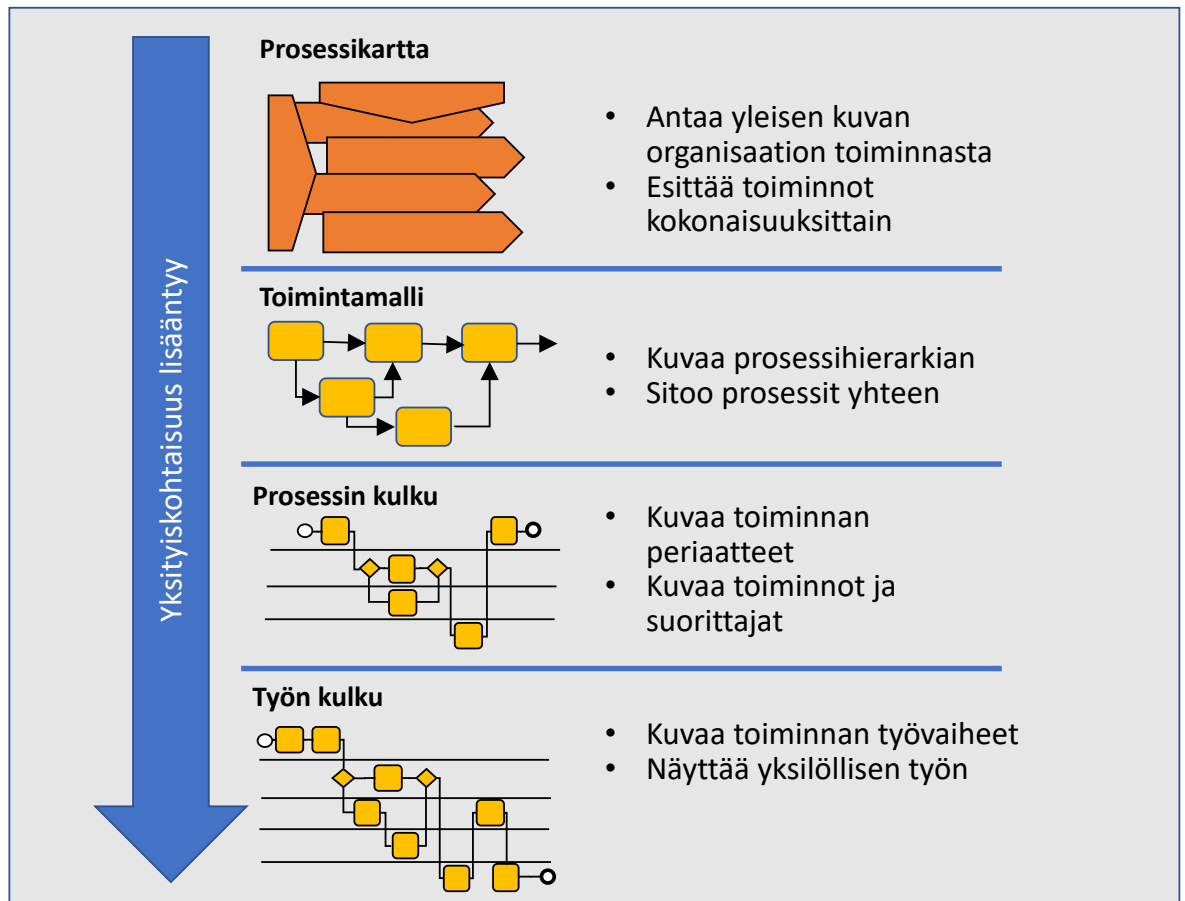 Yksityiskohtaisuus lisääntyy
Prosessikartta
• Antaa yleisen kuvan
organisaation toiminnasta
• Esittää toiminnot
kokonaisuuksittain
Toimintamalli
• Kuvaa prosessihierarkian
• Sitoo prosessit yhteen
Prosessin kulku
• Kuvaa toiminnan
periaatteet
• Kuvaa toiminnot ja
suorittajat
Työn kulku
• Kuvaa toiminnan työvaiheet
• Näyttää yksilöllisen työn